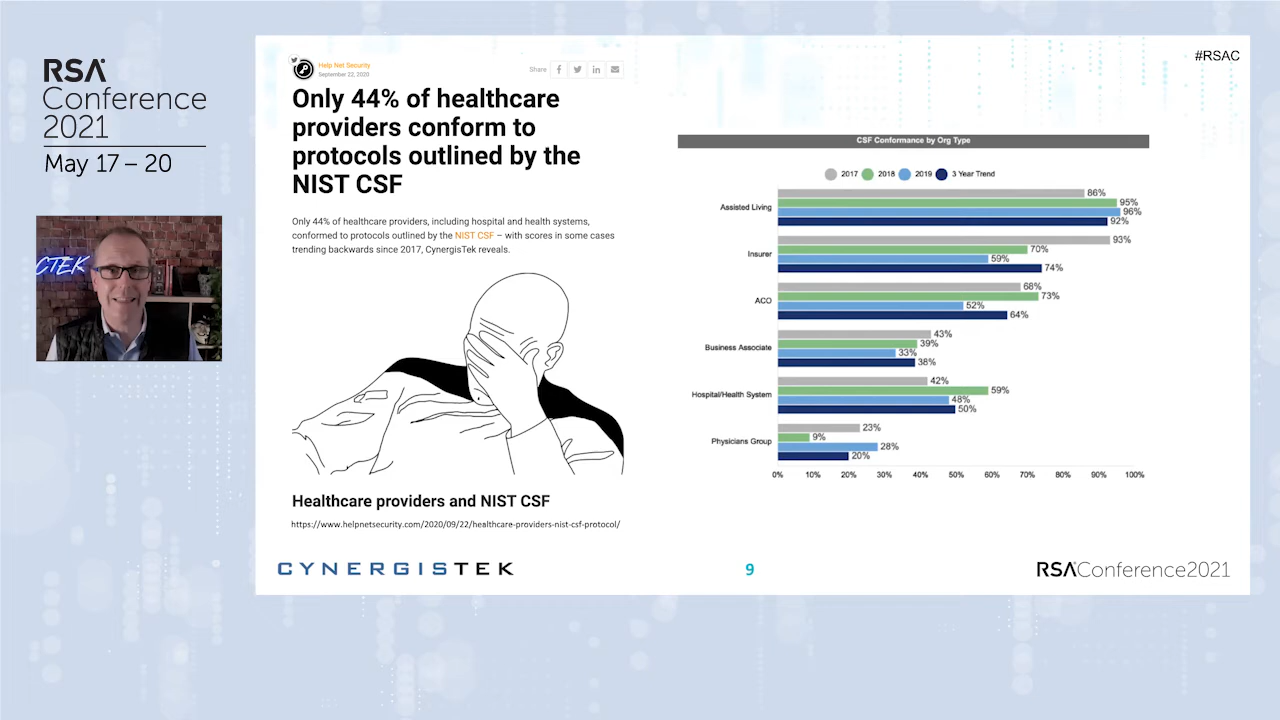 RSA
Conference
2021
May 17 – 20
CTEK
#RSAC
Help Net Security
September 22, 2020
Share
Only 44% of healthcare
providers conform to
protocols outlined by the
NIST CSF
Only 44% of healthcare providers, including hospital and health systems,
conformed to protocols outlined by the NIST CSF – with scores in some cases
trending backwards since 2017, CynergisTek reveals.
Healthcare providers and NIST CSF
https://www.helpnetsecurity.com/2020/09/22/healthcare-providers-nist-csf-protocol/
CSF Conformance by Org Type
2017 2018 2019 3 Year Trend
Assisted Living
86%
95%
96%
92%
Insurer
93%
70%
59%
74%
ACO
68%
73%
52%
64%
Business Associate
43%
39%
33%
38%
Hospital/Health System
42%
59%
48%
50%
Physicians Group
23%
9%
28%
20%
0% 10% 20% 30% 40% 50% 60% 70% 80% 90% 100%
CYNERGISTEK
9
RSAConference2021